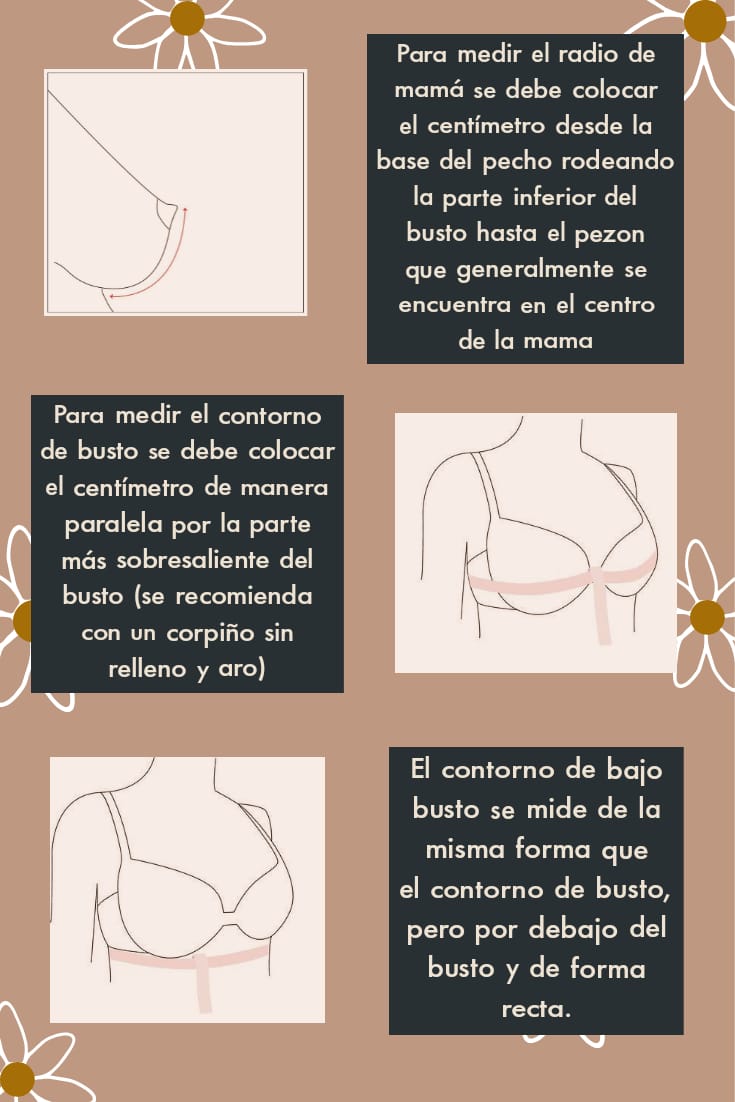 Para medir el radio de
mamá se debe colocar
el centímetro desde la
base del pecho rodeando
la parte inferior del
busto hasta el pezon
que generalmente se
encuentra en el centro
de la mama
Para medir el contorno
de busto se debe colocar
el centímetro de manera
paralela por la parte
más sobresaliente del
busto (se recomienda
con un corpiño sin
relleno y aro)
El contorno de bajo
busto se mide de la
misma forma que
el contorno de busto,
pero por debajo del
busto y de forma
recta.